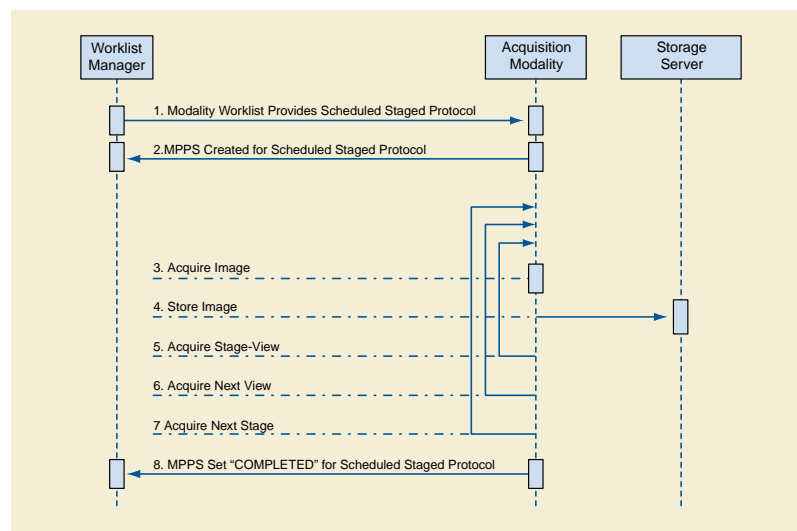 Worklist
Manager
Acquisition
Modality
Storage
Server
1. Modality Worklist Provides Scheduled Staged Protocol
2.MPPS Created for Scheduled Staged Protocol
3. Acquire Image
4. Store Image
5. Acquire Stage-View
6. Acquire Next View
7 Acquire Next Stage
8. MPPS Set “COMPLETED” for Scheduled Staged Protocol